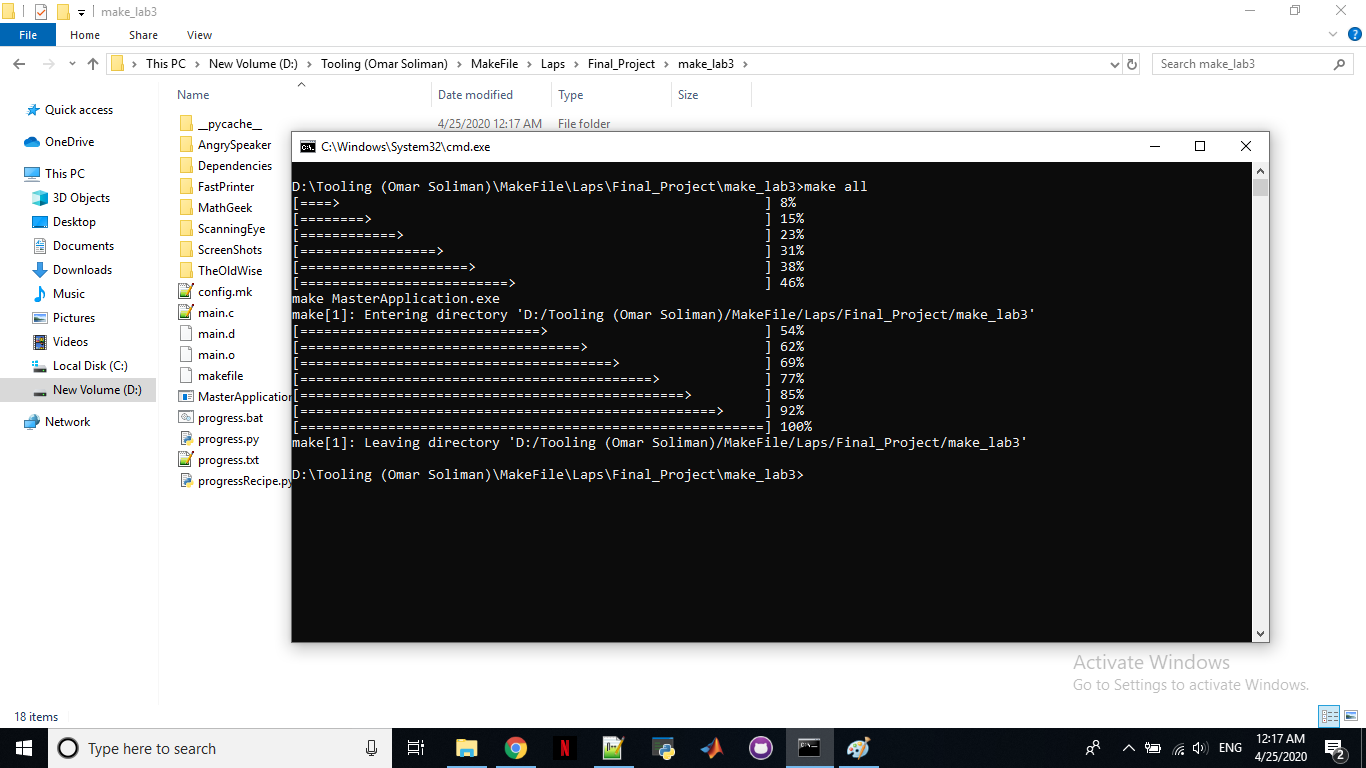 make_lab3
File Home Share View
This PC New Volume (D:) Tooling (Omar Soliman) MakeFile Laps Final_Project make_lab3 Search make_lab3
Name Date modified Type Size
Quick access
OneDrive
This PC
3D Objects
Desktop
Documents
Downloads
Music
Pictures
Videos
Local Disk (C:)
New Volume (D:)
Network
__pycache__ 4/25/2020 12:17 AM File folder
AngrySpeaker
Dependencies
FastPrinter
MathGeek
ScanningEye
ScreenShots
TheOldWise
config.mk
main.c
main.d
main.o
makefile
MasterApplication
progress.bat
progress.py
progress.txt
progressRecipe.py
C:\Windows\System32\cmd.exe
D:\Tooling (Omar Soliman)\MakeFile\Laps\Final_Project\make_lab3>make all
[====> ] 8%
[========> ] 15%
[============> ] 23%
[=================> ] 31%
[=====================> ] 38%
[==========================> ] 46%
make MasterApplication.exe
make[1]: Entering directory 'D:/Tooling (Omar Soliman)/MakeFile/Laps/Final_Project/make_lab3'
[==============================> ] 54%
[===================================> ] 62%
[=======================================> ] 69%
[============================================> ] 77%
[================================================> ] 85%
[====================================================> ] 92%
[==========================================================] 100%
make[1]: Leaving directory 'D:/Tooling (Omar Soliman)/MakeFile/Laps/Final_Project/make_lab3'
D:\Tooling (Omar Soliman)\MakeFile\Laps\Final_Project\make_lab3>
Activate Windows
Go to Settings to activate Windows.
18 items
Type here to search
ENG
12:17 AM
4/25/2020
2